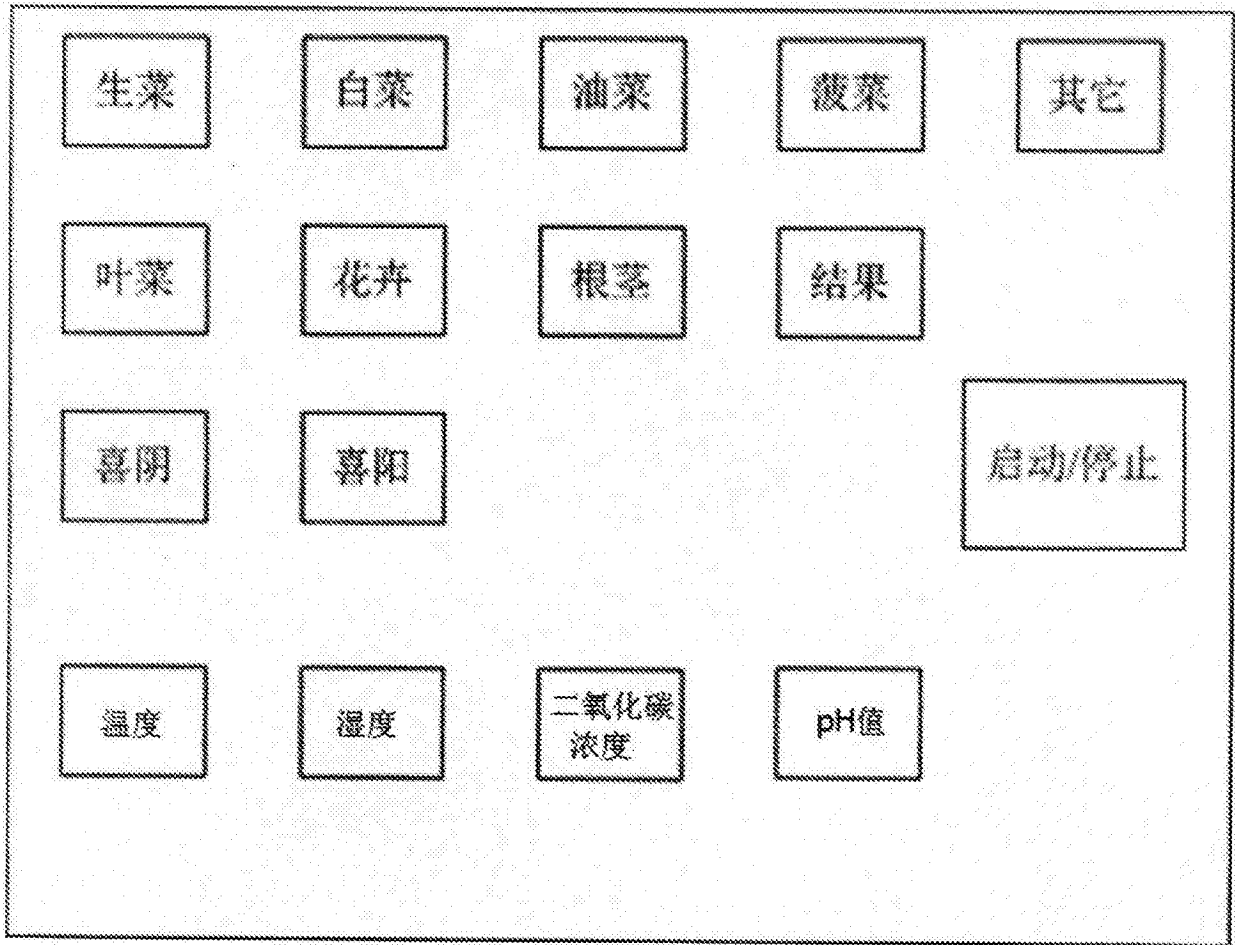 生菜
白菜
油菜
菠菜
其它
叶菜
花卉
根茎
结果
喜阴
喜阳
启动/停止
温度
湿度
二氧化碳
浓度
pH值